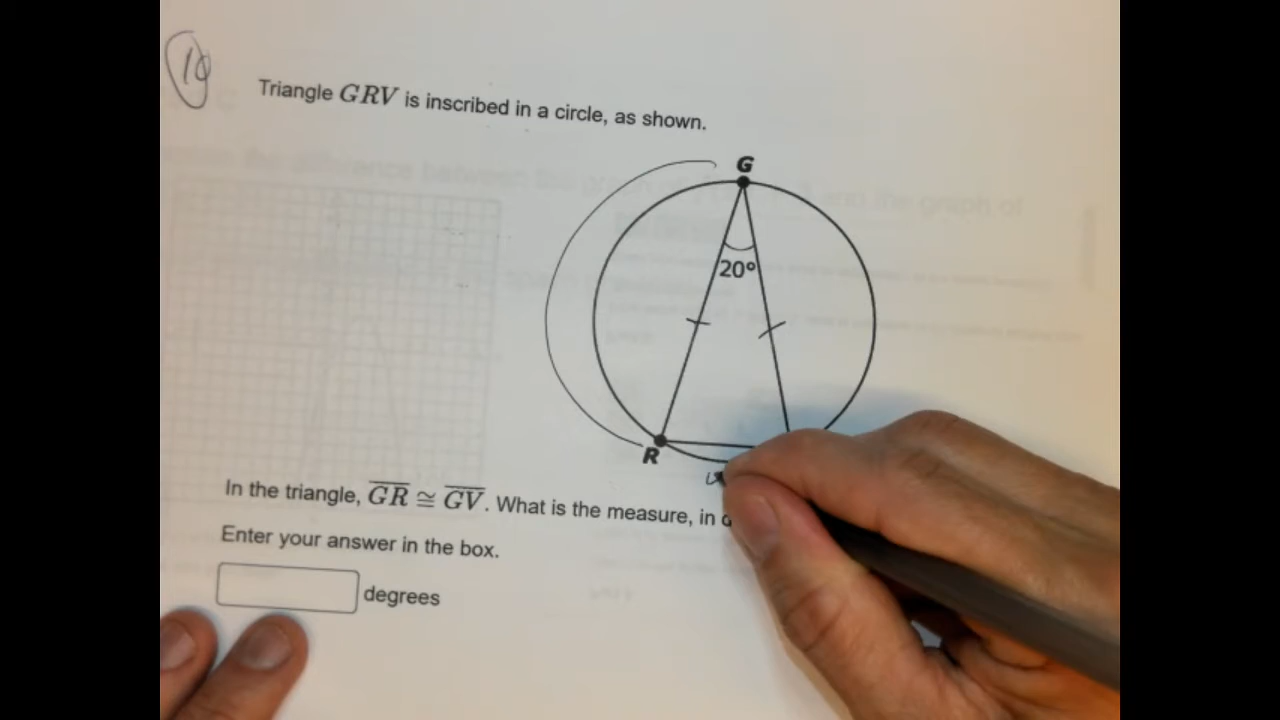 10
Triangle GRV is inscribed in a circle, as shown.
G
20°
R
In the triangle, GR ≅ GV. What is the measure, in
Enter your answer in the box.
degrees